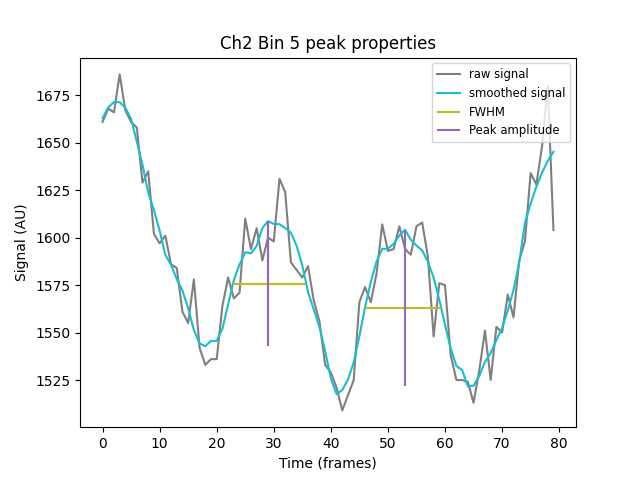 Ch2 Bin 5 peak properties
raw signal
smoothed signal
FWHM
Peak amplitude
Signal (AU)
1675
1650
1625
1600
1575
1550
1525
0 10 20 30 40 50 60 70 80
Time (frames)